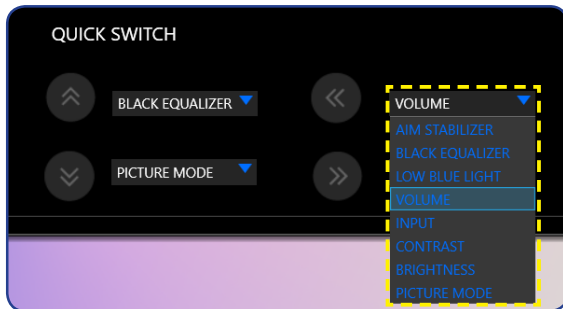 QUICK SWITCH
BLACK EQUALIZER
VOLUME
PICTURE MODE
AIM STABILIZER
BLACK EQUALIZER
LOW BLUE LIGHT
VOLUME
INPUT
CONTRAST
BRIGHTNESS
PICTURE MODE